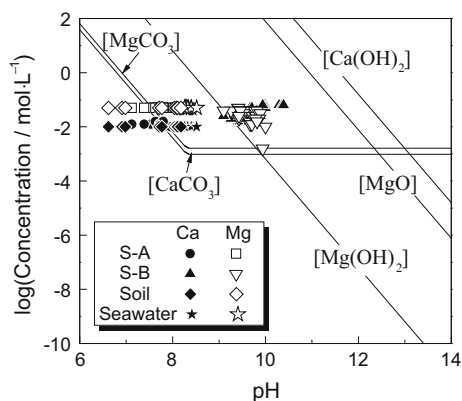 log(Concentration / mol·L⁻¹)
2
0
-2
-4
-6
-8
-10
[MgCO₃]
[Ca(OH)₂]
[CaCO₃]
[MgO]
[Mg(OH)₂]
Ca Mg
S-A
S-B
Soil
Seawater
6 8 10 12 14
pH